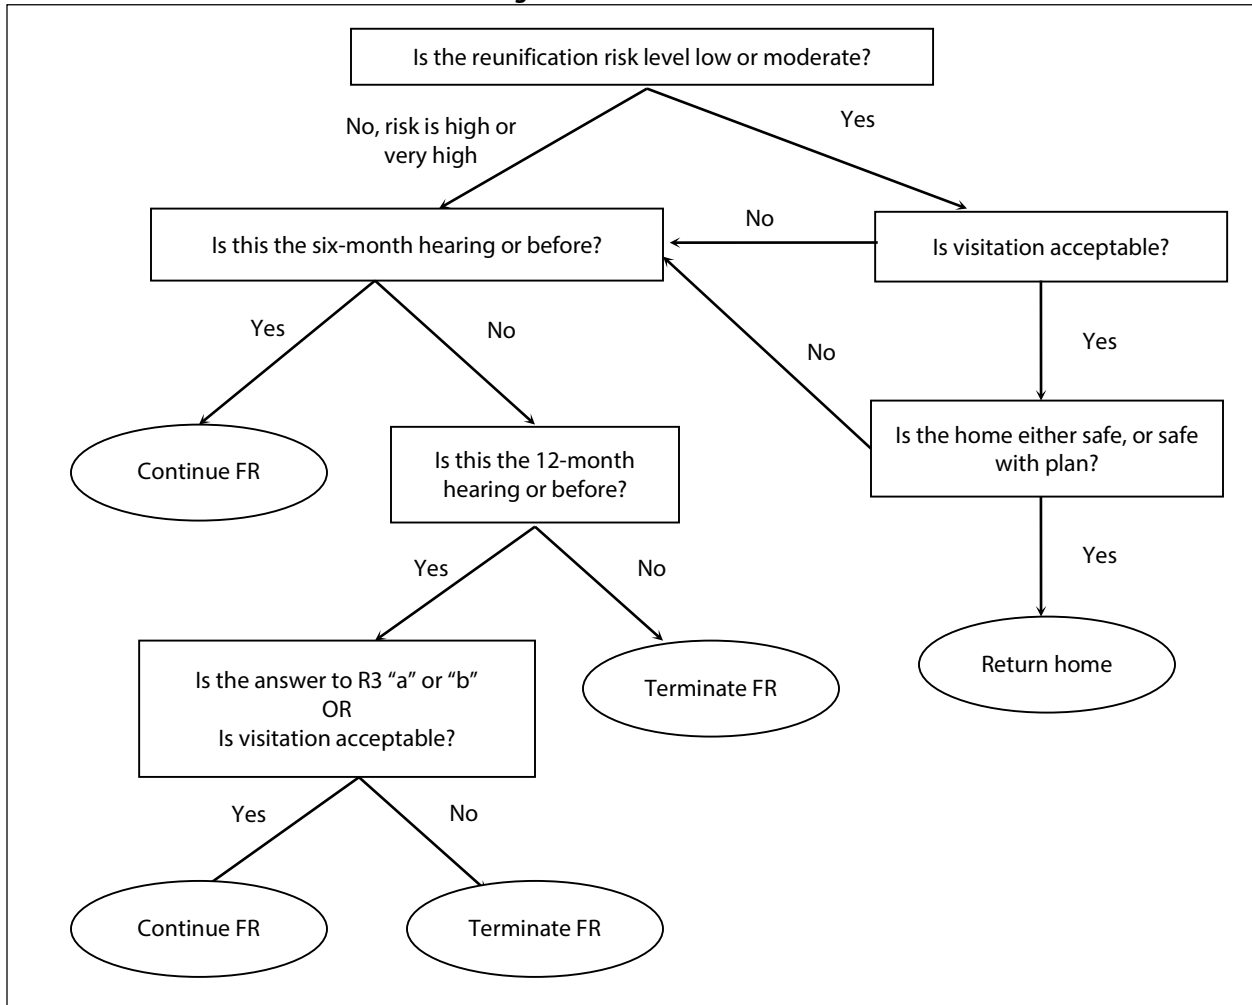 Is the reunification risk level low or moderate?
No, risk is high or
very high
Yes
Is this the six-month hearing or before?
No
Is visitation acceptable?
Yes
No
No
Yes
Continue FR
Is this the 12-month
hearing or before?
Is the home either safe, or safe
with plan?
Yes
No
Yes
Is the answer to R3 “a” or “b”
OR
Is visitation acceptable?
Terminate FR
Return home
Yes
No
Continue FR
Terminate FR